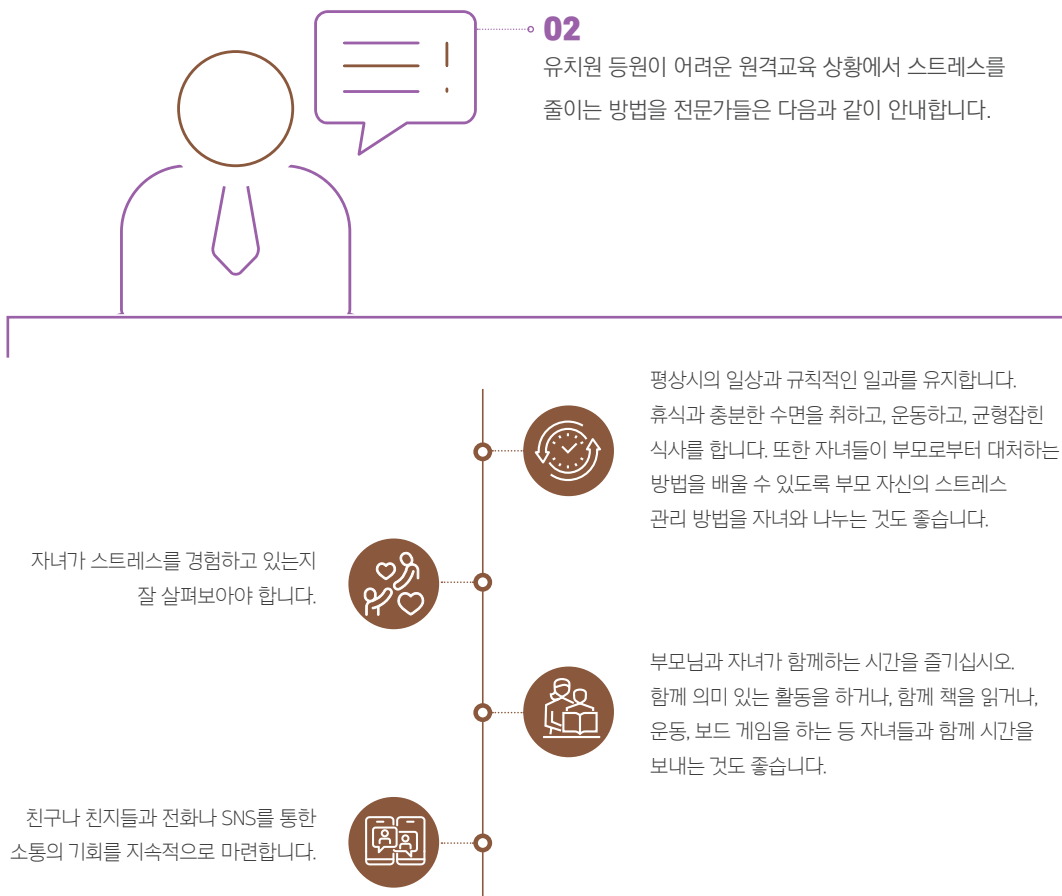 02
유치원 등원이 어려운 원격교육 상황에서 스트레스를
줄이는 방법을 전문가들은 다음과 같이 안내합니다.
평상시의 일상과 규칙적인 일과를 유지합니다.
휴식과 충분한 수면을 취하고, 운동하고, 균형잡힌
식사를 합니다. 또한 자녀들이 부모로부터 대처하는
방법을 배울 수 있도록 부모 자신의 스트레스
관리 방법을 자녀와 나누는 것도 좋습니다.
자녀가 스트레스를 경험하고 있는지
잘 살펴보아야 합니다.
부모님과 자녀가 함께하는 시간을 즐기십시오.
함께 의미 있는 활동을 하거나, 함께 책을 읽거나,
운동, 보드 게임을 하는 등 자녀들과 함께 시간을
보내는 것도 좋습니다.
친구나 친지들과 전화나 SNS를 통한
소통의 기회를 지속적으로 마련합니다.